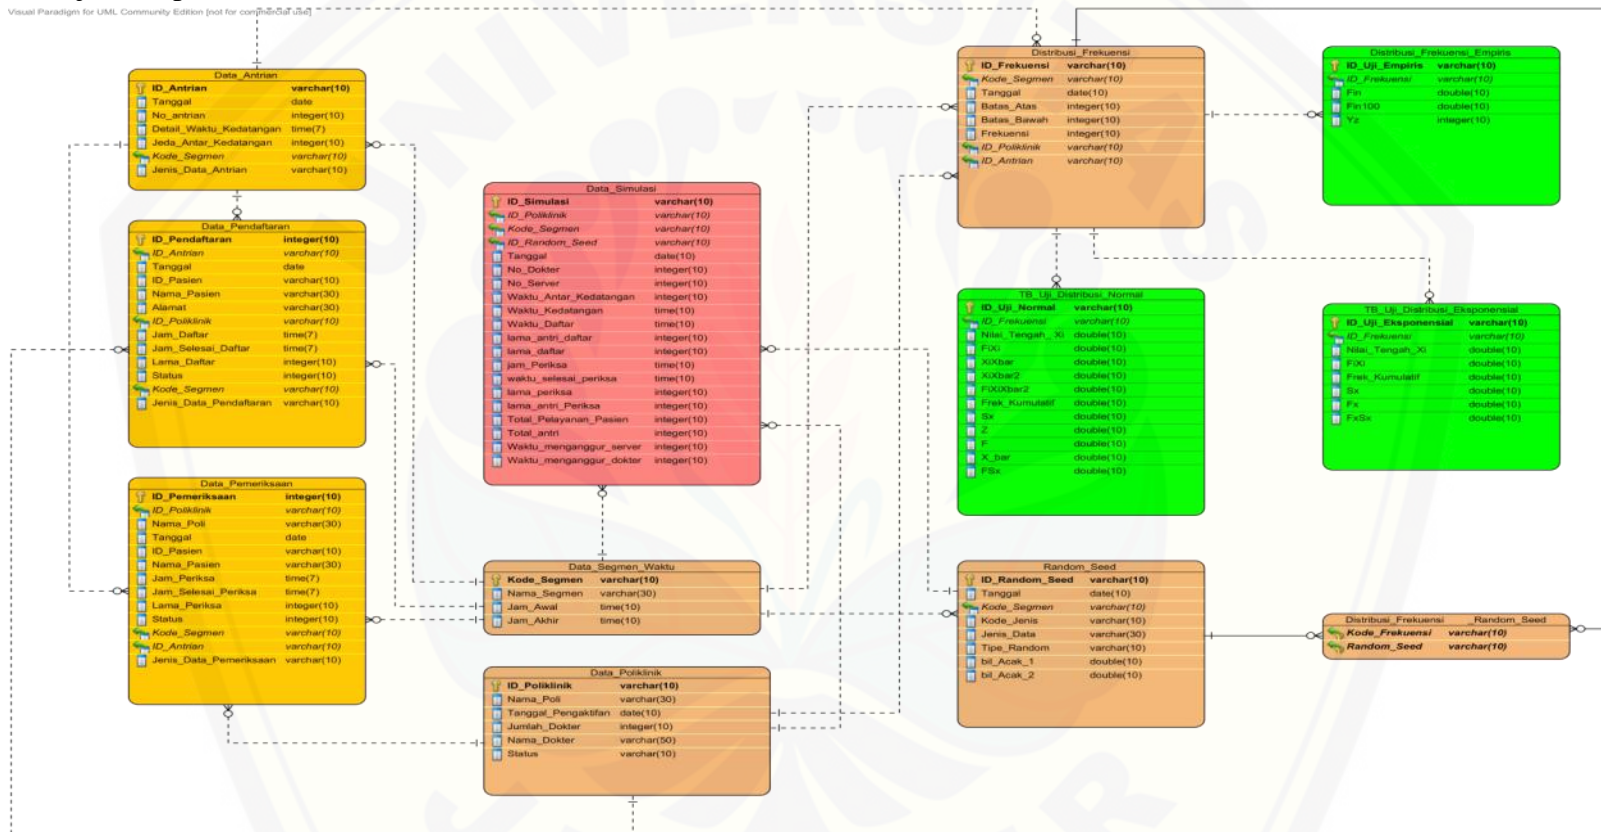 Visual Paradigm for UML Community Edition [not for commercial use]
Data_Antrian
ID_Antrian varchar(10)
Tanggal date
No_antrian integer(10)
Detail_Waktu_Kedatangan time(7)
Jeda_Antar_Kedatangan integer(10)
Kode_Segmen varchar(10)
Jenis_Data_Antrian varchar(10)
Data_Pendaftaran
ID_Pendaftaran integer(10)
ID_Antrian varchar(10)
Tanggal date
ID_Pasien varchar(10)
Nama_Pasien varchar(30)
Alamat varchar(30)
ID_Poliklinik varchar(10)
Jam_Daftar time(7)
Jam_Selesai_Daftar time(7)
Lama_Daftar integer(10)
Status integer(10)
Kode_Segmen varchar(10)
Jenis_Data_Pendaftaran varchar(10)
Data_Pemeriksaan
ID_Pemeriksaan integer(10)
ID_Poliklinik varchar(10)
Nama_Poli varchar(30)
Tanggal date
ID_Pasien varchar(10)
Nama_Pasien varchar(30)
Jam_Periksa time(7)
Jam_Selesai_Periksa time(7)
Lama_Periksa integer(10)
Status integer(10)
Kode_Segmen varchar(10)
ID_Antrian varchar(10)
Jenis_Data_Pemeriksaan varchar(10)
Data_Simulasi
ID_Simulasi varchar(10)
ID_Poliklinik varchar(10)
Kode_Segmen varchar(10)
ID_Random_Seed varchar(10)
Tanggal date(10)
No_Dokter integer(10)
No_Server integer(10)
Waktu_Antar_Kedatangan integer(10)
Waktu_Kedatangan time(10)
Waktu_Daftar time(10)
lama_antri_daftar integer(10)
lama_daftar integer(10)
jam_Periksa time(10)
waktu_selesai_periksa time(10)
lama_periksa integer(10)
lama_antri_Periksa integer(10)
Total_Pelayanan_Pasien integer(10)
Total_antri integer(10)
Waktu_menganggur_server integer(10)
Waktu_menganggur_dokter integer(10)
Data_Segmen_Waktu
Kode_Segmen varchar(10)
Nama_Segmen varchar(30)
Jam_Awal time(10)
Jam_Akhir time(10)
Data_Poliklinik
ID_Poliklinik varchar(10)
Nama_Poli varchar(30)
Tanggal_Pengaktifan date(10)
Jumlah_Dokter integer(10)
Nama_Dokter varchar(50)
Status varchar(10)
Distribusi_Frekuensi
ID_Frekuensi varchar(10)
Kode_Segmen varchar(10)
Tanggal date(10)
Batas_Atas integer(10)
Batas_Bawah integer(10)
Frekuensi integer(10)
ID_Poliklinik varchar(10)
ID_Antrian varchar(10)
TB_Uji_Distribusi_Normal
ID_Uji_Normal varchar(10)
ID_Frekuensi varchar(10)
Nilai_Tengah_Xi double(10)
FiXi double(10)
XiXbar double(10)
XiXbar2 double(10)
FiXiXbar2 double(10)
Frek_Kumulatif double(10)
Sx double(10)
Z double(10)
F double(10)
X_bar double(10)
FSx double(10)
Random_Seed
ID_Random_Seed varchar(10)
Tanggal date(10)
Kode_Segmen varchar(10)
Kode_Jenis varchar(10)
Jenis_Data varchar(30)
Tipe_Random varchar(10)
bil_Acak_1 double(10)
bil_Acak_2 double(10)
Distribusi_Frekuensi_Empiris
ID_Uji_Empiris varchar(10)
ID_Frekuensi varchar(10)
Fin double(10)
Fin100 double(10)
Yz integer(10)
TB_Uji_Distribusi_Eksponensial
ID_Uji_Eksponensial varchar(10)
ID_Frekuensi varchar(10)
Nilai_Tengah_Xi double(10)
FiXi double(10)
Frek_Kumulatif double(10)
Sx double(10)
Fx double(10)
FxSx double(10)
Distribusi_Frekuensi _Random_Seed
Kode_Frekuensi varchar(10)
Random_Seed varchar(10)